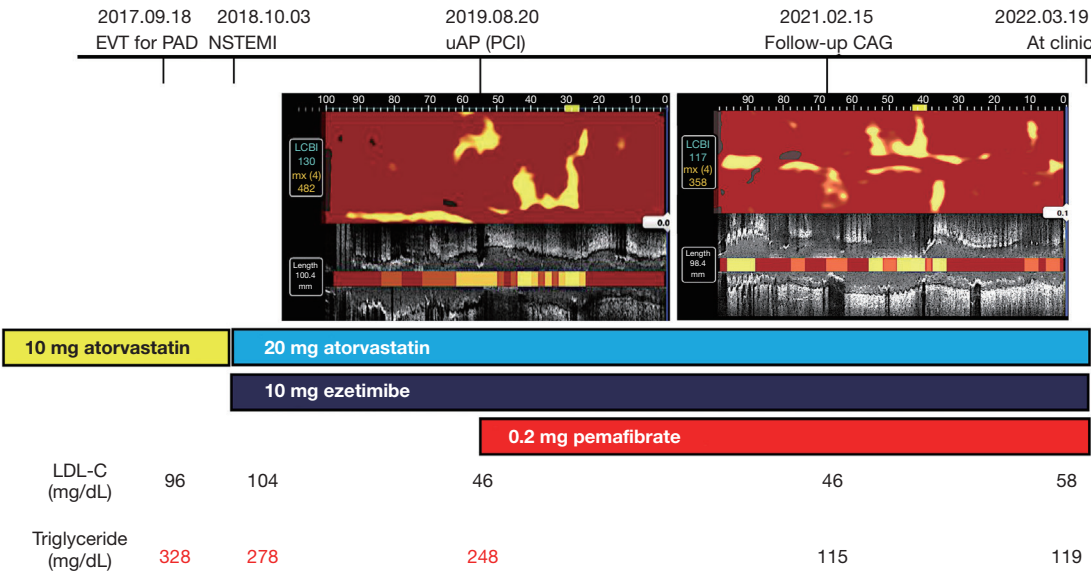 2017.09.18 2018.10.03 2019.08.20 2021.02.15 2022.03.19
EVT for PAD NSTEMI uAP (PCI) Follow-up CAG At clinic
100 90 80 70 60 50 40 30 20 10 0
LCBI
130
mx (4)
482
0.0
Length
100.4
mm
90 80 70 60 50 40 30 20 10 0
LCBI
117
mx (4)
358
0.1
Length
98.4
mm
10 mg atorvastatin 20 mg atorvastatin
10 mg ezetimibe
0.2 mg pemafibrate
LDL-C
(mg/dL) 96 104 46 46 58
Triglyceride
(mg/dL) 328 278 248 115 119